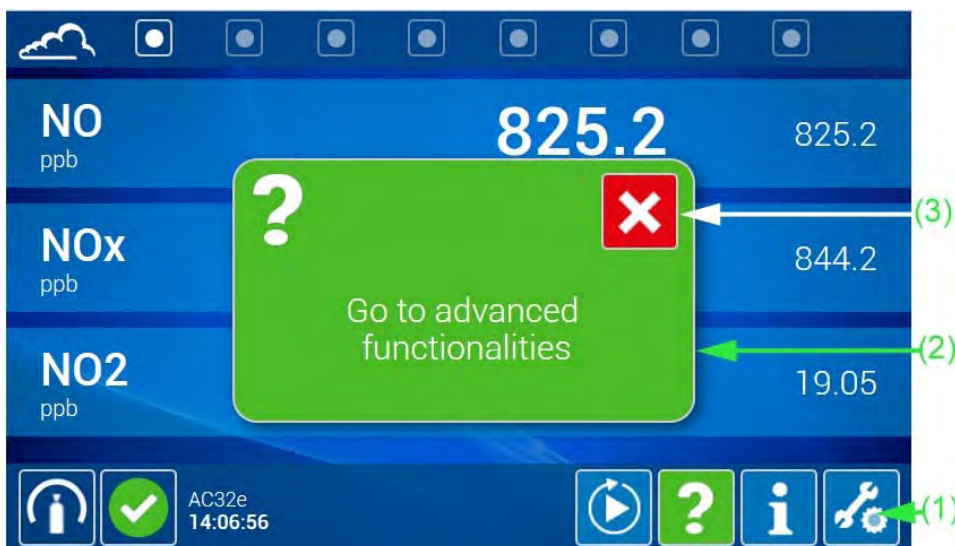 NO
ppb
825.2
825.2
NOx
ppb
844.2
NO2
ppb
19.05
?
Go to advanced
functionalities
(3)
(2)
AC32e
14:06:56
?
i
(1)